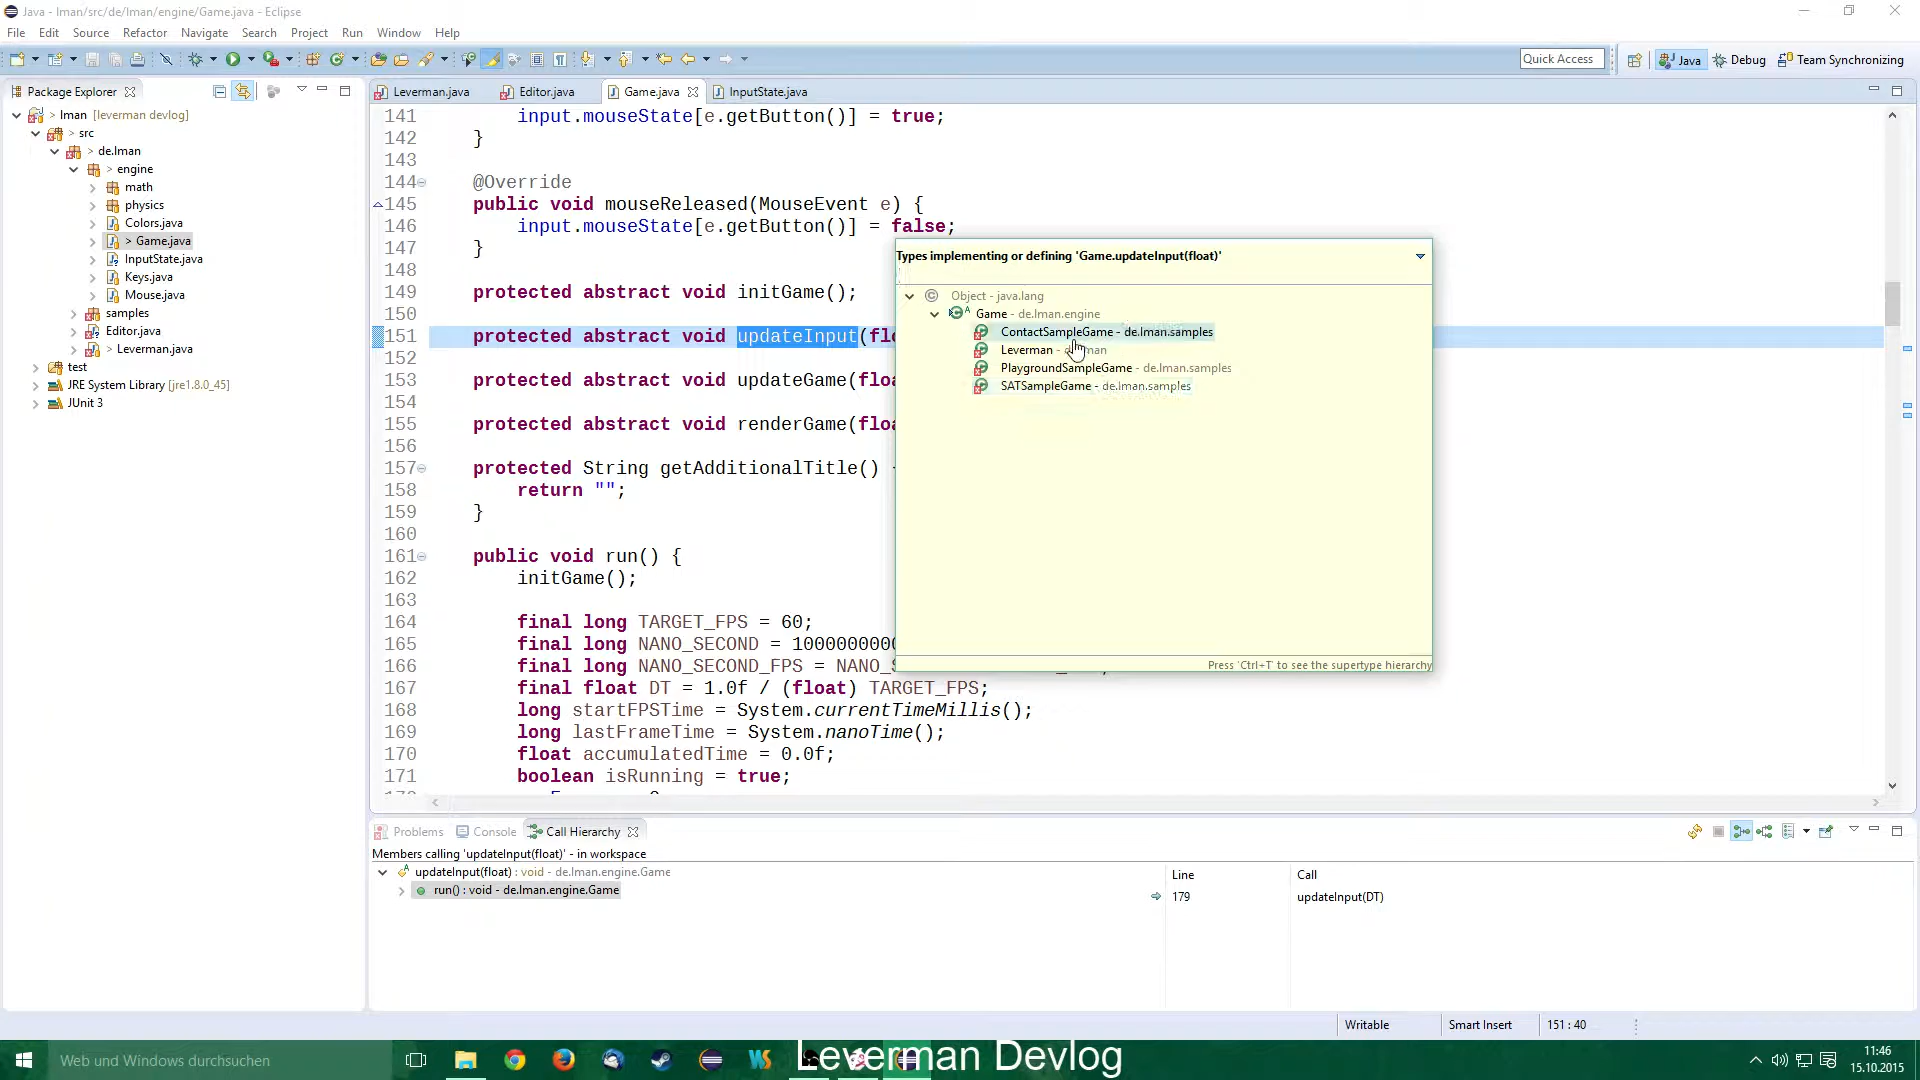 Java - lman/src/de/lman/engine/Game.java - Eclipse
File Edit Source Refactor Navigate Search Project Run Window Help
Quick Access Java Debug Team Synchronizing
Package Explorer
> lman [leverman devlog]
> src
> de.lman
> engine
math
physics
Colors.java
> Game.java
InputState.java
Keys.java
Mouse.java
samples
Editor.java
> Leverman.java
test
JRE System Library [jre1.8.0_45]
JUnit 3
Leverman.java Editor.java Game.java InputState.java
141 input.mouseState[e.getButton()] = true;
142 }
143
144 @Override
145 public void mouseReleased(MouseEvent e) {
146 input.mouseState[e.getButton()] = false;
147 }
148
149 protected abstract void initGame();
150
151 protected abstract void updateInput(flo
152
153 protected abstract void updateGame(floa
154
155 protected abstract void renderGame(floa
156
157 protected String getAdditionalTitle()
158 return "";
159 }
160
161 public void run() {
162 initGame();
163
164 final long TARGET_FPS = 60;
165 final long NANO_SECOND = 1000000000
166 final long NANO_SECOND_FPS = NANO_S
167 final float DT = 1.0f / (float) TARGET_FPS;
168 long startFPSTime = System.currentTimeMillis();
169 long lastFrameTime = System.nanoTime();
170 float accumulatedTime = 0.0f;
171 boolean isRunning = true;
Types implementing or defining 'Game.updateInput(float)'
Object - java.lang
Game - de.lman.engine
ContactSampleGame - de.lman.samples
Leverman - de.lman
PlaygroundSampleGame - de.lman.samples
SATSampleGame - de.lman.samples
Press 'Ctrl+T' to see the supertype hierarchy
Problems Console Call Hierarchy
Members calling 'updateInput(float)' - in workspace
updateInput(float) : void - de.lman.engine.Game
run() : void - de.lman.engine.Game
Line Call
179 updateInput(DT)
Writable Smart Insert 151 : 40
Web und Windows durchsuchen
Leverman Devlog
11:46
15.10.2015